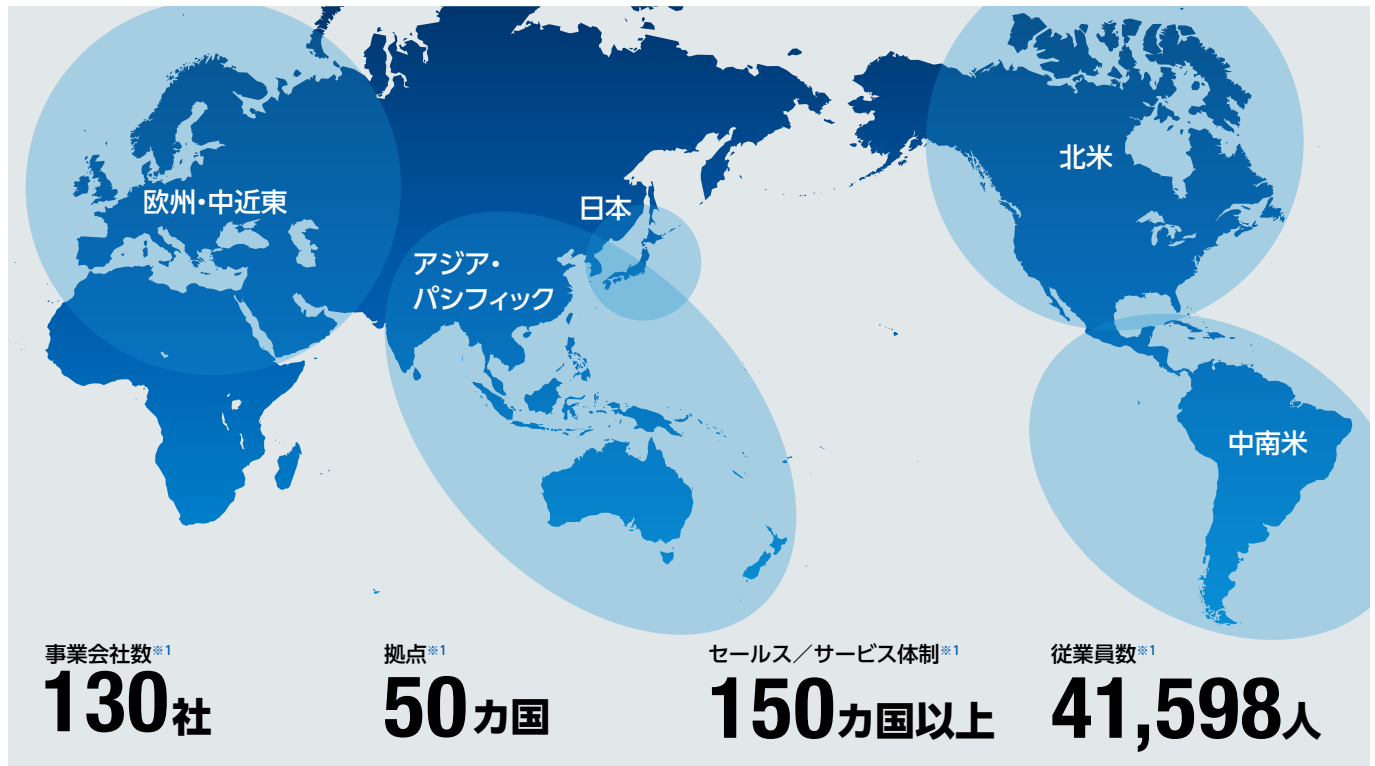 北米
欧州・中近東
日本
アジア・
パシフィック
中南米
事業会社数※1
130社
拠点※1
50カ国
セールス／サービス体制※1
150カ国以上
従業員数※1
41,598人